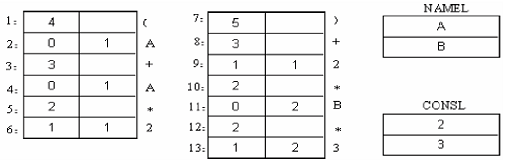 NAMEL
1: 4 (
2: 0 1 A
3: 3 +
4: 0 1 A
5: 2 *
6: 1 1 2
7: 5 )
8: 3 +
9: 1 1 2
10: 2 *
11: 0 2 B
12: 2 *
13: 1 2 3
A
B
CONSL
2
3